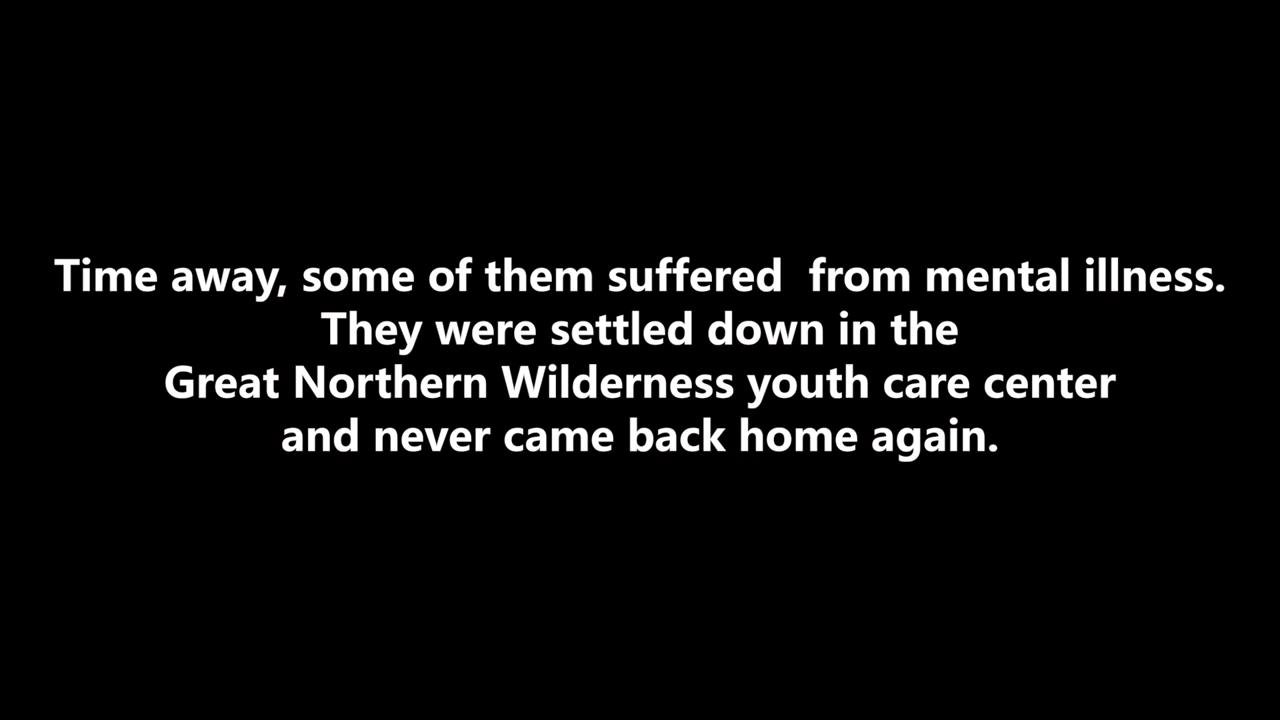 Time away, some of them suffered  from mental illness.
They were settled down in the
Great Northern Wilderness youth care center
and never came back home again.